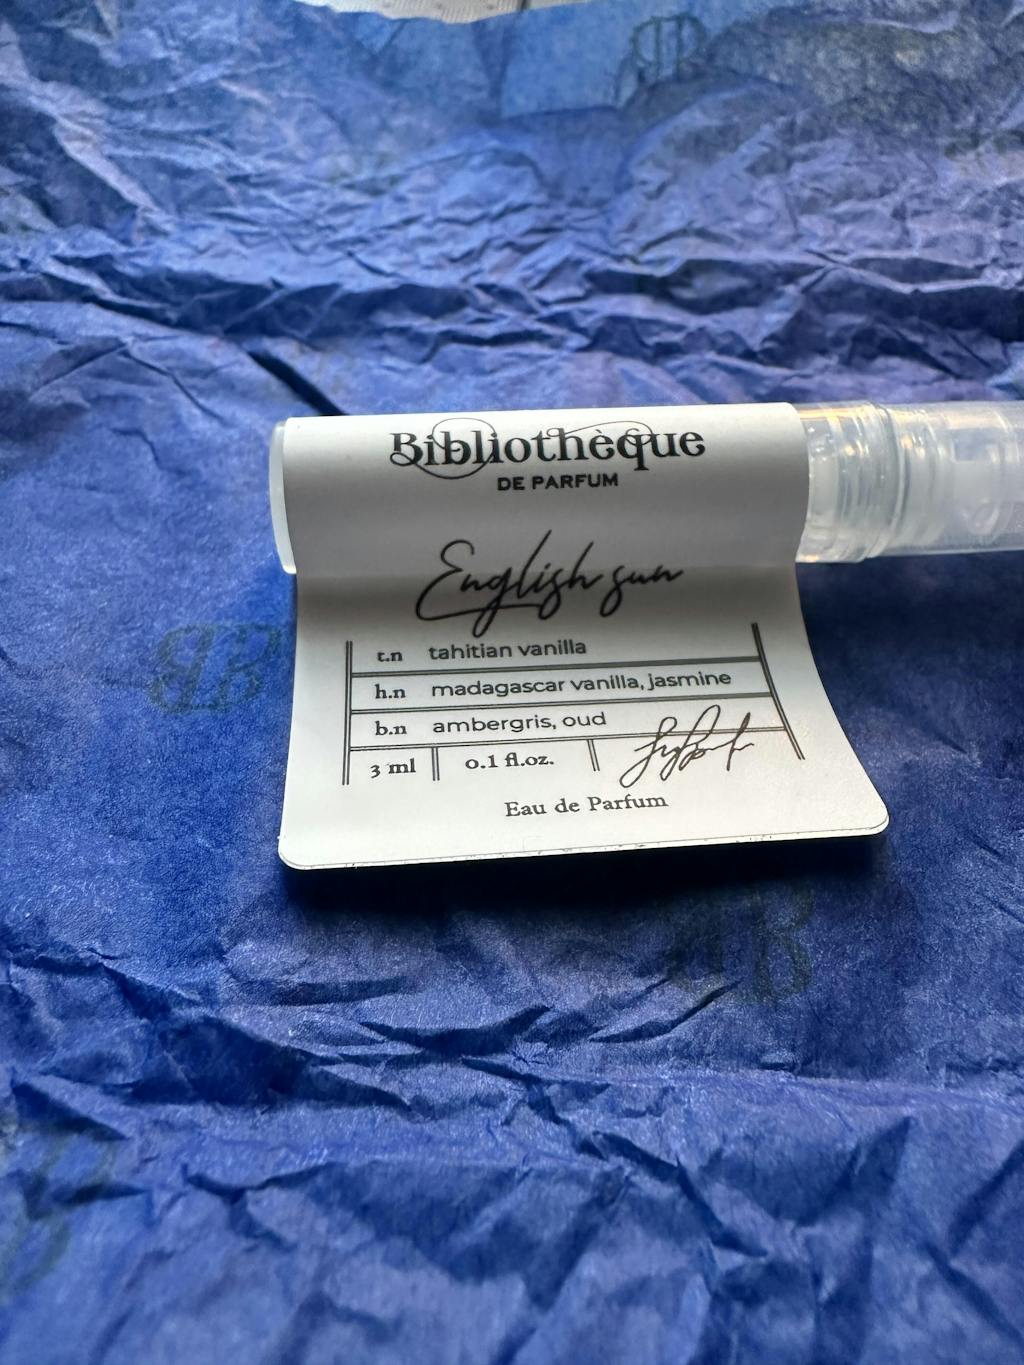 Bibliothèque
DE PARFUM
English sun
t.n tahitian vanilla
h.n madagascar vanilla, jasmine
b.n ambergris, oud
3 ml 0.1 fl.oz.
Eau de Parfum